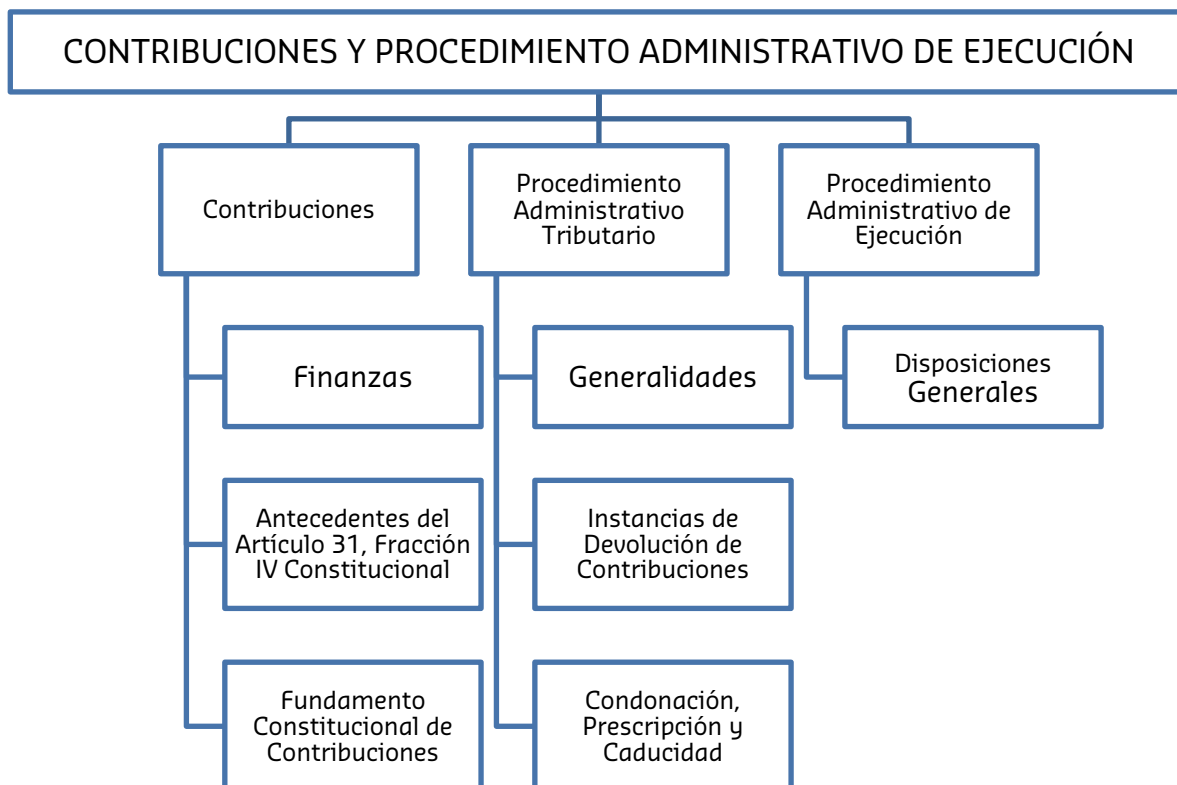 CONTRIBUCIONES Y PROCEDIMIENTO ADMINISTRATIVO DE EJECUCIÓN
Contribuciones
Procedimiento
Administrativo
Tributario
Procedimiento
Administrativo de
Ejecución
Finanzas
Generalidades
Disposiciones
Generales
Antecedentes del
Artículo 31, Fracción
IV Constitucional
Instancias de
Devolución de
Contribuciones
Fundamento
Constitucional de
Contribuciones
Condonación,
Prescripción y
Caducidad